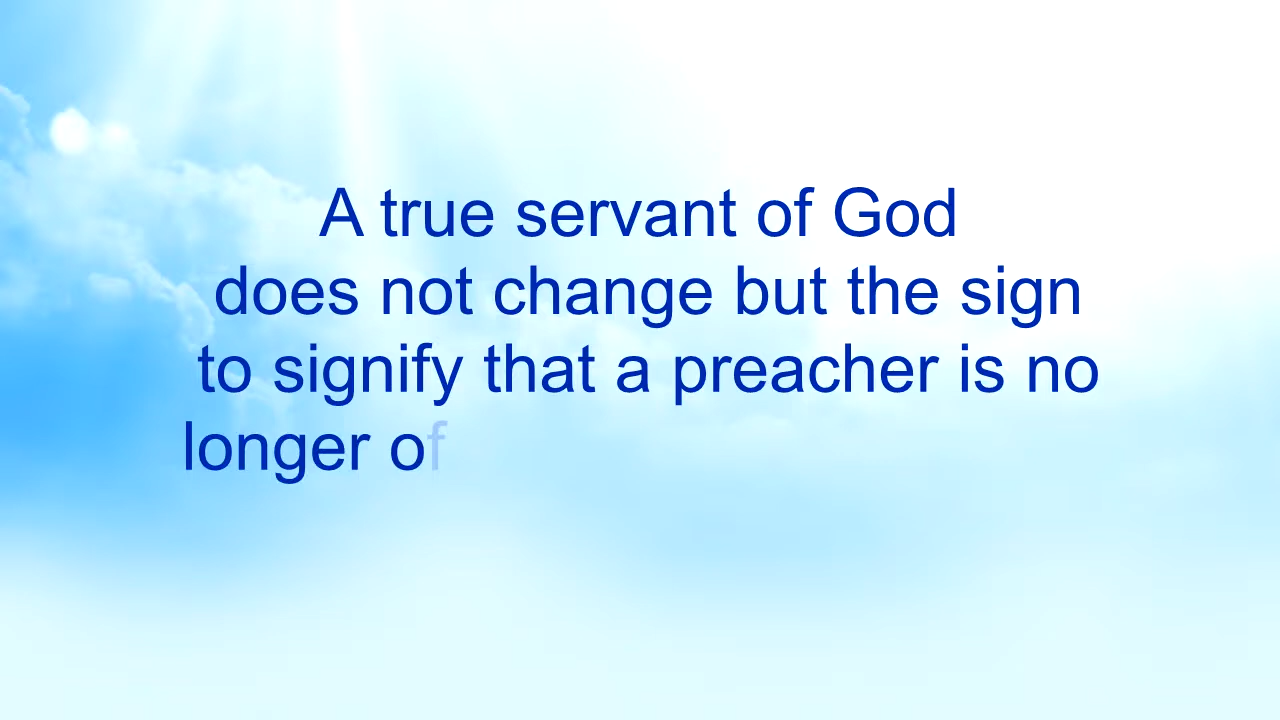 A true servant of God
does not change but the sign
to signify that a preacher is no
longer of